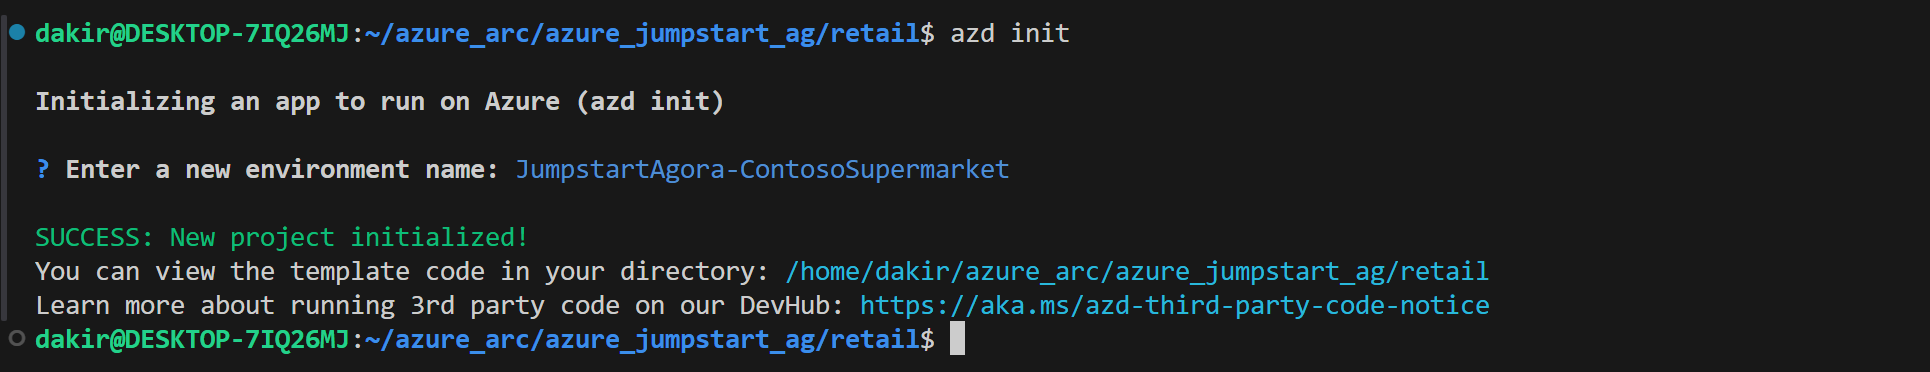 dakir@DESKTOP-7IQ26MJ:~/azure_arc/azure_jumpstart_ag/retail$ azd init
Initializing an app to run on Azure (azd init)
? Enter a new environment name: JumpstartAgora-ContosoSupermarket
SUCCESS: New project initialized!
You can view the template code in your directory: /home/dakir/azure_arc/azure_jumpstart_ag/retail
Learn more about running 3rd party code on our DevHub: https://aka.ms/azd-third-party-code-notice
dakir@DESKTOP-7IQ26MJ:~/azure_arc/azure_jumpstart_ag/retail$